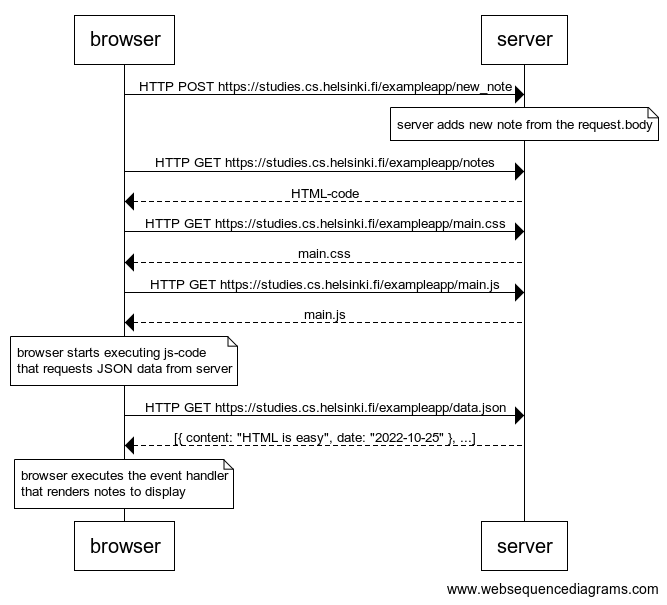 browser
server
HTTP POST https://studies.cs.helsinki.fi/exampleapp/new_note
server adds new note from the request.body
HTTP GET https://studies.cs.helsinki.fi/exampleapp/notes
HTML-code
HTTP GET https://studies.cs.helsinki.fi/exampleapp/main.css
main.css
HTTP GET https://studies.cs.helsinki.fi/exampleapp/main.js
main.js
browser starts executing js-code
that requests JSON data from server
HTTP GET https://studies.cs.helsinki.fi/exampleapp/data.json
[{ content: "HTML is easy", date: "2022-10-25" }, ...]
browser executes the event handler
that renders notes to display
browser
server
www.websequencediagrams.com